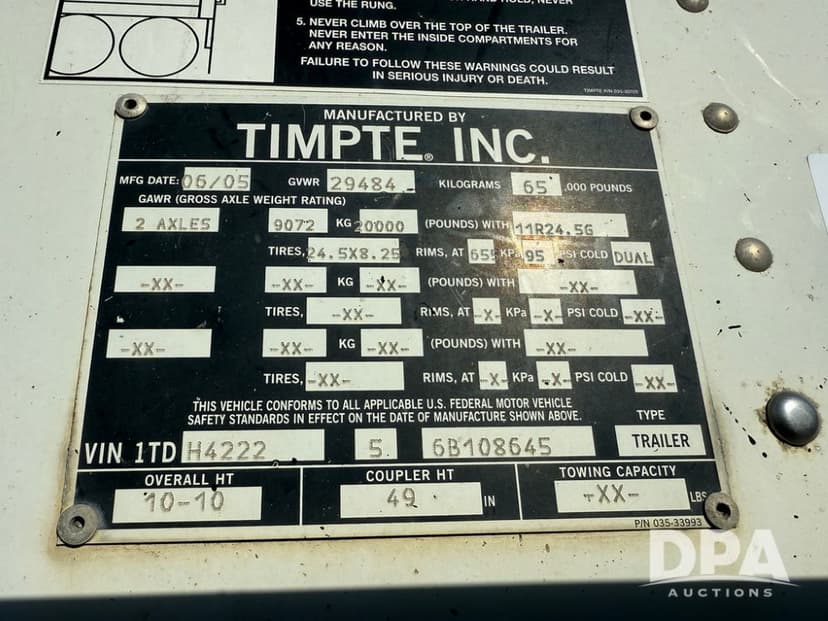 USE THE RUNG.
5. NEVER CLIMB OVER THE TOP OF THE TRAILER.
NEVER ENTER THE INSIDE COMPARTMENTS FOR
ANY REASON.
FAILURE TO FOLLOW THESE WARNINGS COULD RESULT
IN SERIOUS INJURY OR DEATH.
MANUFACTURED BY
TIMPTE® INC.
MFG DATE: 06/05 GVWR 29484 KILOGRAMS 65 ,000 POUNDS
GAWR (GROSS AXLE WEIGHT RATING)
2 AXLES 9072 KG 20000 (POUNDS) WITH 11R24.5G
TIRES, 24.5X8.25 RIMS, AT 655 KPa 95 PSI COLD DUAL
-XX- -XX- KG -XX- (POUNDS) WITH -XX-
TIRES, -XX- RIMS, AT -X- KPa -X- PSI COLD -XX-
-XX- -XX- KG -XX- (POUNDS) WITH -XX-
TIRES, -XX- RIMS, AT -X- KPa -X- PSI COLD -XX-
THIS VEHICLE CONFORMS TO ALL APPLICABLE U.S. FEDERAL MOTOR VEHICLE
SAFETY STANDARDS IN EFFECT ON THE DATE OF MANUFACTURE SHOWN ABOVE.
TYPE
VIN 1TD H4222 5 6B108645 TRAILER
OVERALL HT COUPLER HT TOWING CAPACITY
10-10 49 IN -XX- LBS
P/N 035-33993
DPA
AUCTIONS